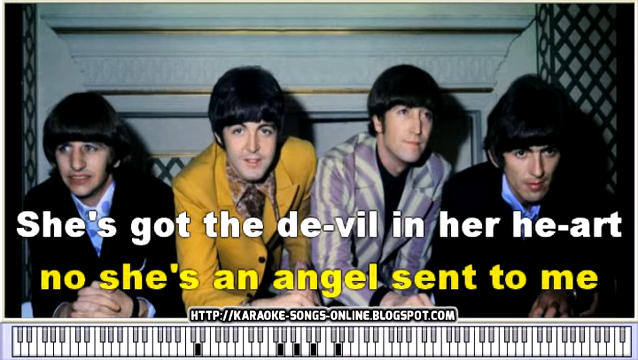 She's got the de-vil in her he-art
no she's an angel sent to me
HTTP://KARAOKE-SONGS-ONLINE.BLOGSPOT.COM